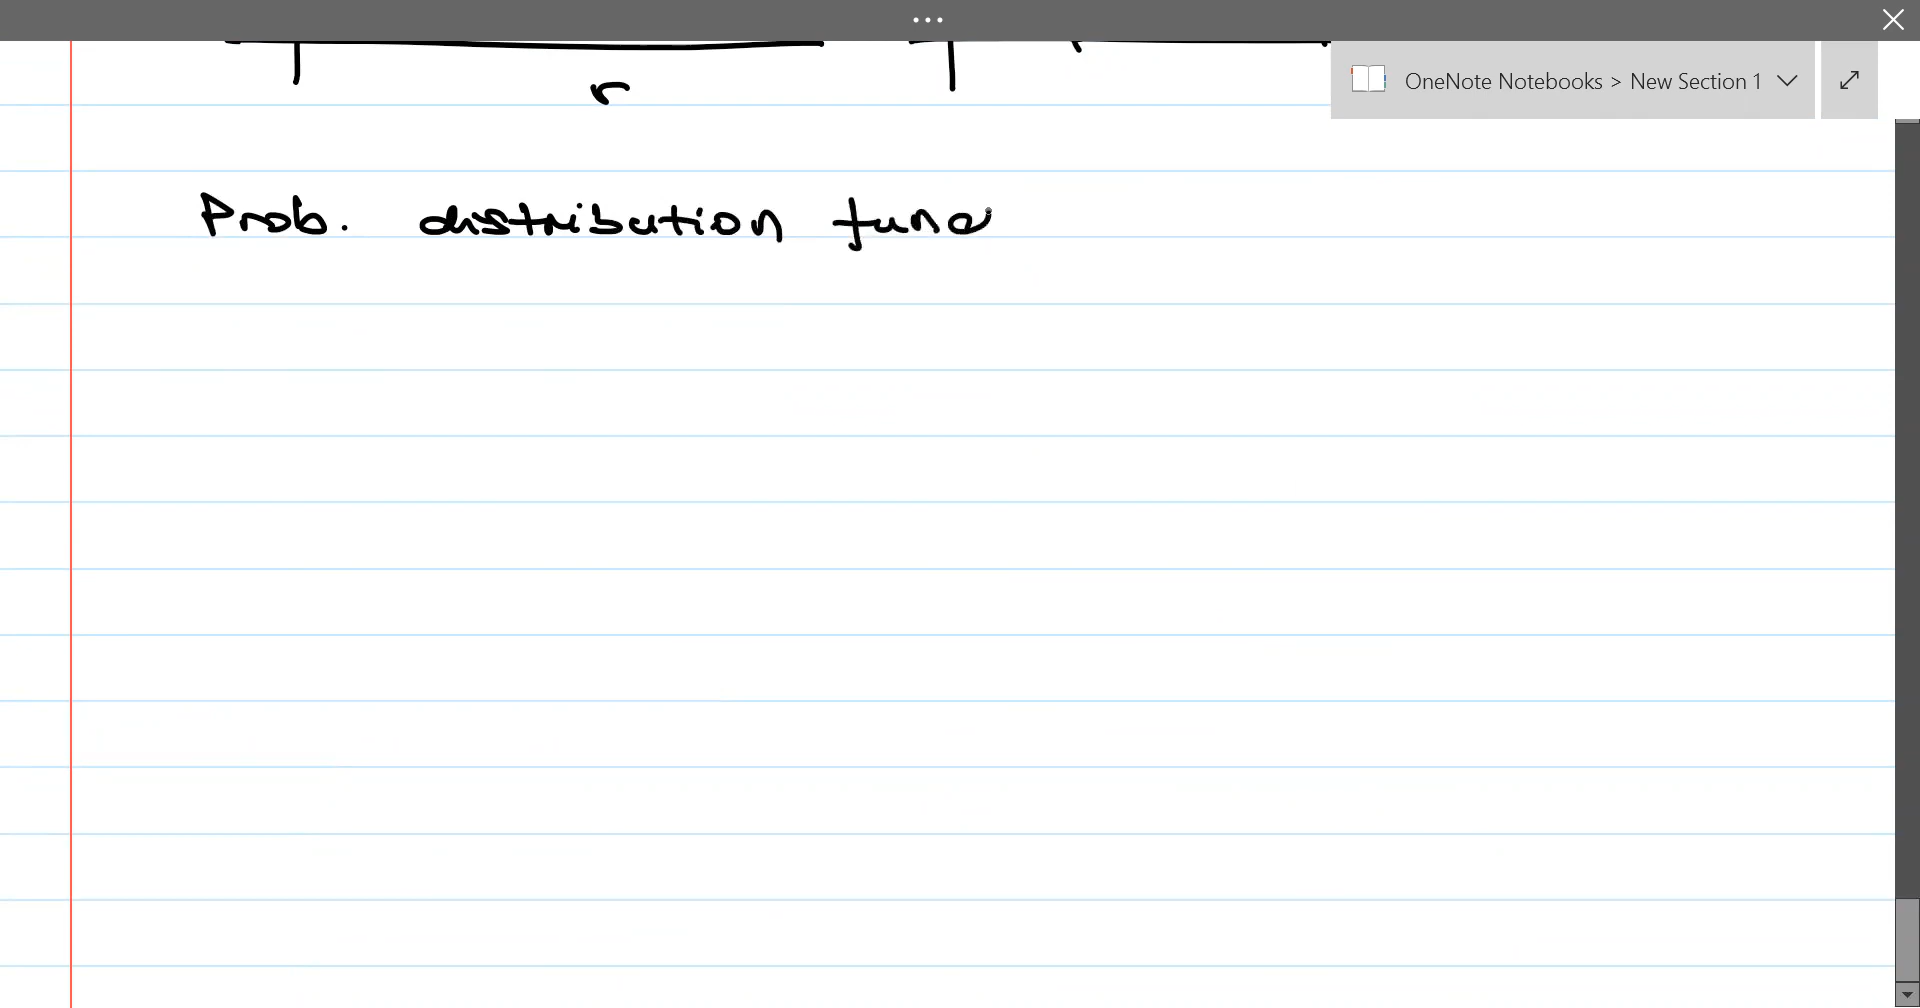 ...
OneNote Notebooks > New Section 1
r
Prob. distribution func